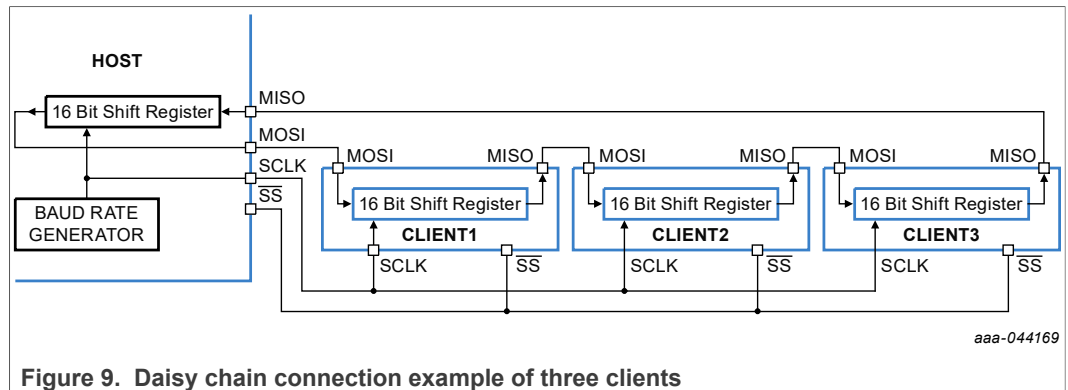 HOST
16 Bit Shift Register
MISO
MOSI
SCLK
SS
BAUD RATE
GENERATOR
MOSI
MISO
16 Bit Shift Register
CLIENT1
SCLK
SS
MOSI
MISO
16 Bit Shift Register
CLIENT2
SCLK
SS
MOSI
MISO
16 Bit Shift Register
CLIENT3
SCLK
SS
aaa-044169
Figure 9. Daisy chain connection example of three clients